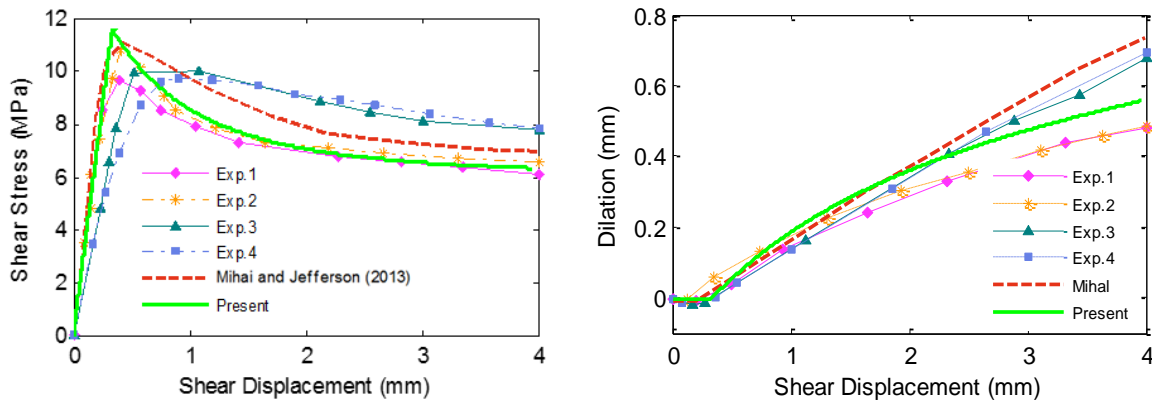 12
10
8
6
4
2
0
0 1 2 3 4
Shear Stress (MPa)
Shear Displacement (mm)
Exp.1
Exp.2
Exp.3
Exp.4
Mihai and Jefferson (2013)
Present
0.8
0.6
0.4
0.2
0
-0.1
0 1 2 3 4
Dilation (mm)
Shear Displacement (mm)
Exp.1
Exp.2
Exp.3
Exp.4
Mihal
Present